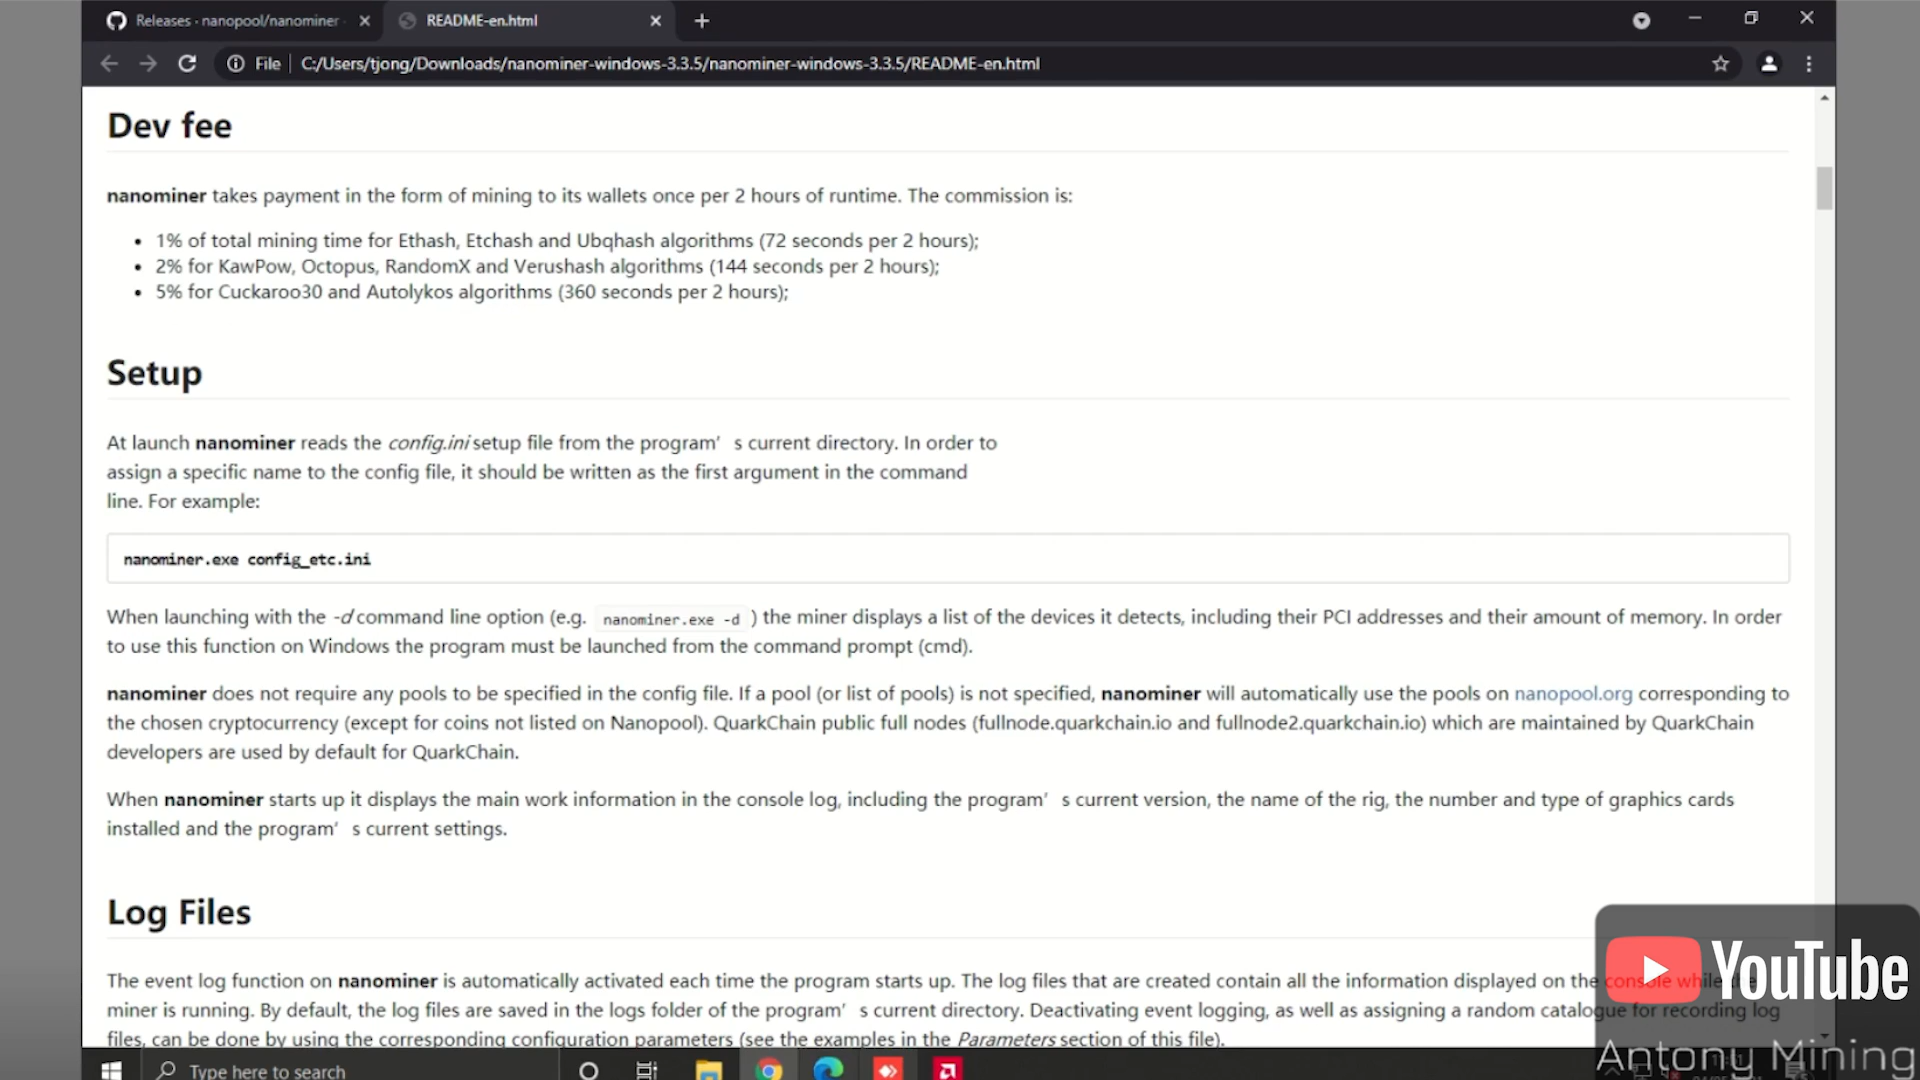 Releases · nanopool/nanominer
README-en.html
File
C:/Users/tjong/Downloads/nanominer-windows-3.3.5/nanominer-windows-3.3.5/README-en.html
Dev fee
nanominer takes payment in the form of mining to its wallets once per 2 hours of runtime. The commission is:
• 1% of total mining time for Ethash, Etchash and Ubqhash algorithms (72 seconds per 2 hours);
• 2% for KawPow, Octopus, RandomX and Verushash algorithms (144 seconds per 2 hours);
• 5% for Cuckaroo30 and Autolykos algorithms (360 seconds per 2 hours);
Setup
At launch nanominer reads the config.ini setup file from the program’ s current directory. In order to
assign a specific name to the config file, it should be written as the first argument in the command
line. For example:
nanominer.exe config_etc.ini
When launching with the -d command line option (e.g. nanominer.exe -d ) the miner displays a list of the devices it detects, including their PCI addresses and their amount of memory. In order
to use this function on Windows the program must be launched from the command prompt (cmd).
nanominer does not require any pools to be specified in the config file. If a pool (or list of pools) is not specified, nanominer will automatically use the pools on nanopool.org corresponding to
the chosen cryptocurrency (except for coins not listed on Nanopool). QuarkChain public full nodes (fullnode.quarkchain.io and fullnode2.quarkchain.io) which are maintained by QuarkChain
developers are used by default for QuarkChain.
When nanominer starts up it displays the main work information in the console log, including the program’ s current version, the name of the rig, the number and type of graphics cards
installed and the program’ s current settings.
Log Files
The event log function on nanominer is automatically activated each time the program starts up. The log files that are created contain all the information displayed on the console while the
miner is running. By default, the log files are saved in the logs folder of the program’ s current directory. Deactivating event logging, as well as assigning a random catalogue for recording log
files, can be done by using the corresponding configuration parameters (see the examples in the Parameters section of this file).
YouTube
Antony Mining
Type here to search